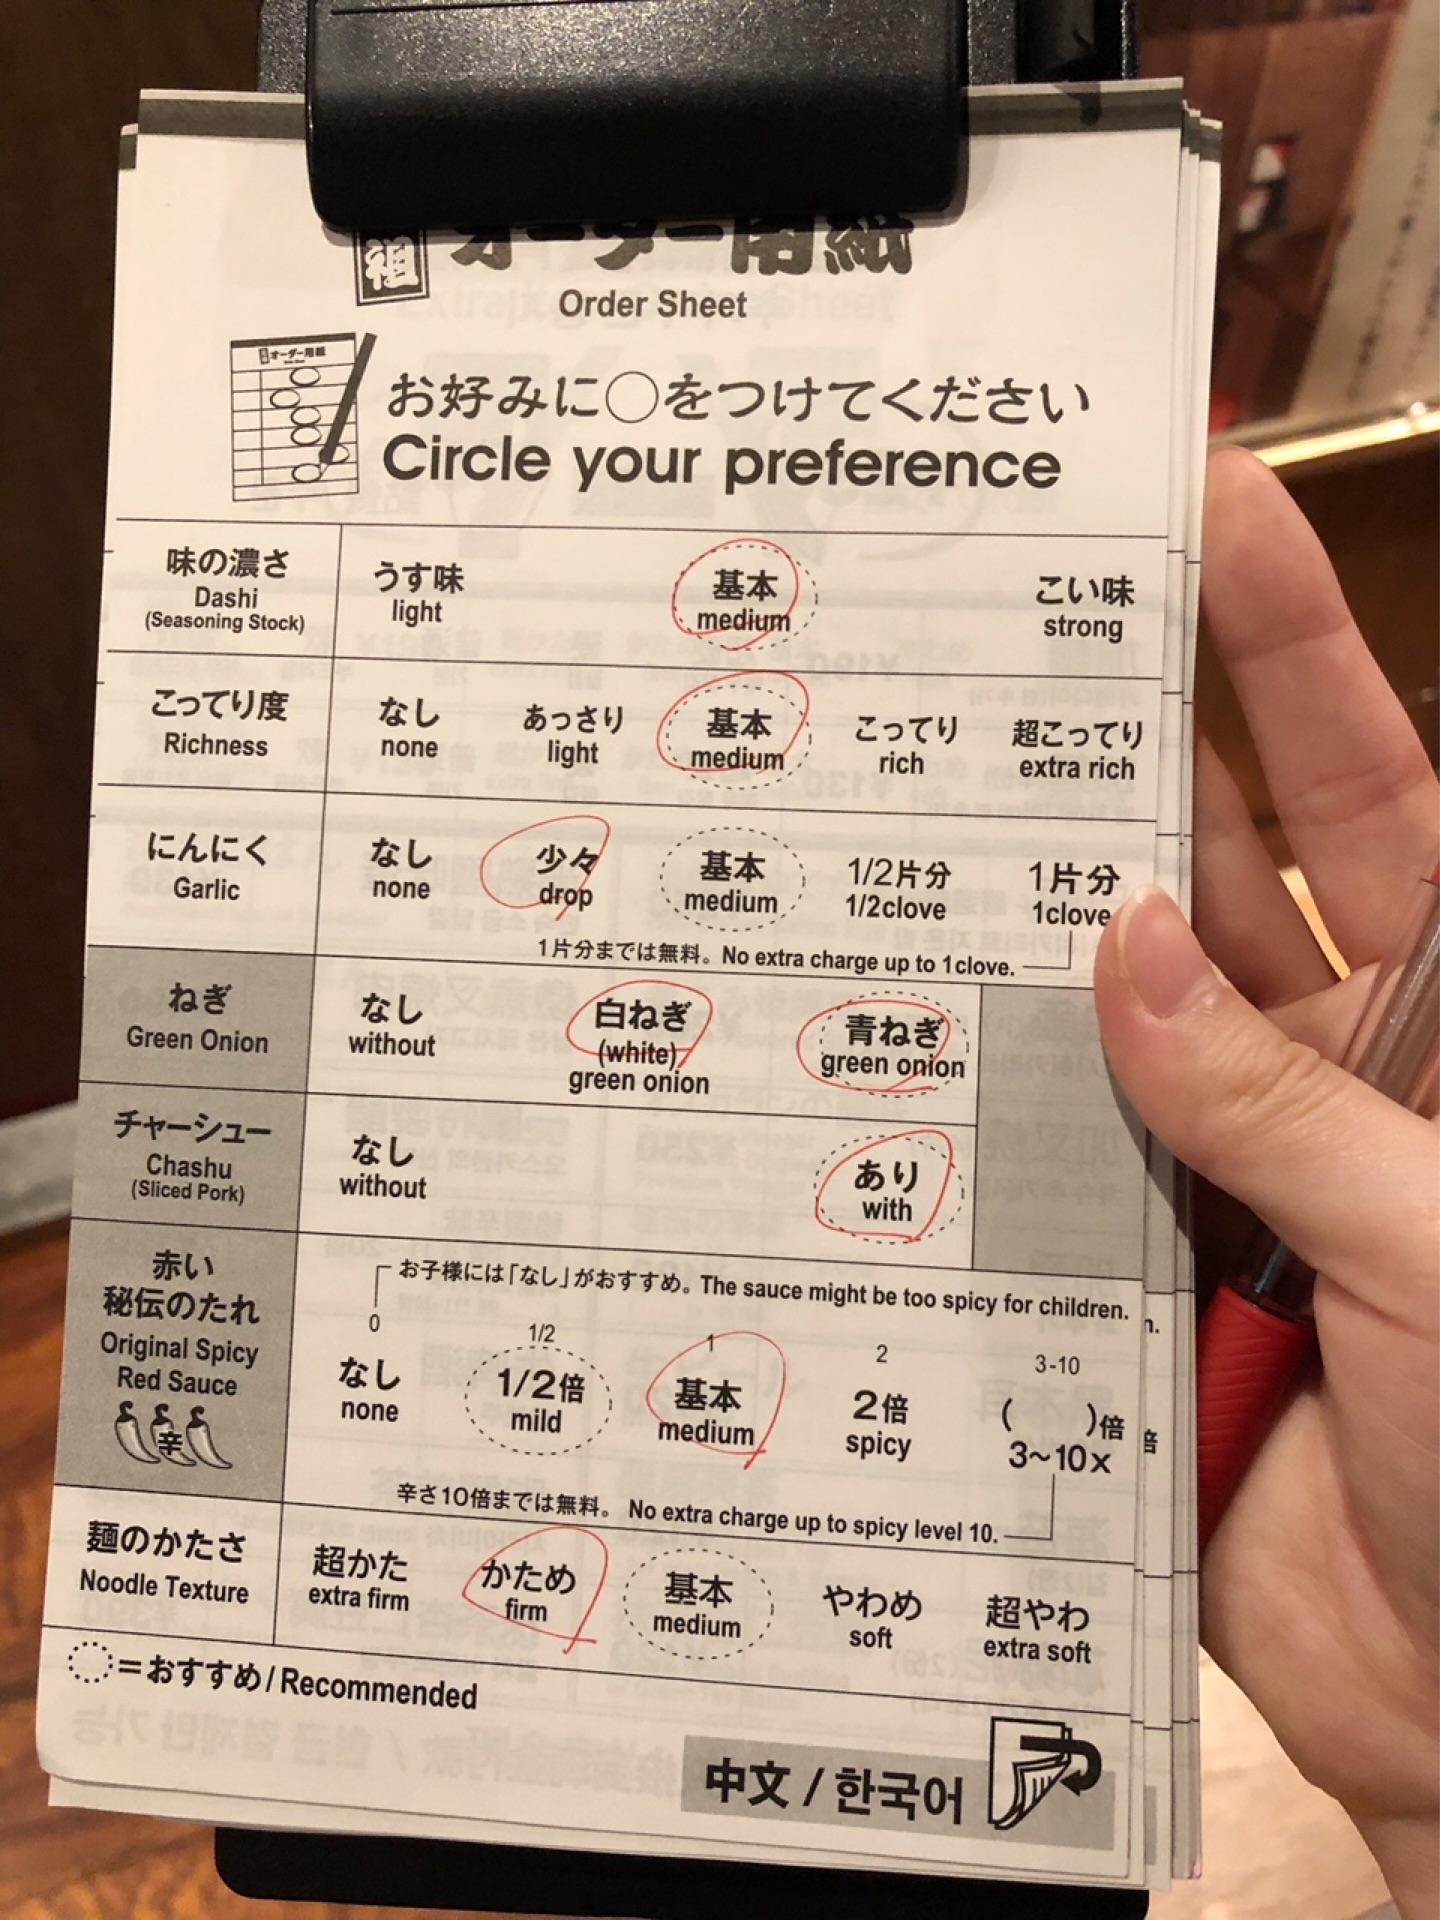 祖 オーダー用紙
Order Sheet
オーダー用紙
お好みに○をつけてください
Circle your preference
味の濃さ
Dashi
(Seasoning Stock)
うす味
light
基本
medium
こい味
strong
こってり度
Richness
なし
none
あっさり
light
基本
medium
こってり
rich
超こってり
extra rich
にんにく
Garlic
なし
none
少々
drop
基本
medium
1/2片分
1/2clove
1片分
1clove
1片分までは無料。No extra charge up to 1clove.
ねぎ
Green Onion
なし
without
白ねぎ
(white)
green onion
青ねぎ
green onion
チャーシュー
Chashu
(Sliced Pork)
なし
without
あり
with
赤い
秘伝のたれ
Original Spicy
Red Sauce
辛
お子様には「なし」がおすすめ。The sauce might be too spicy for children.
n.
0
なし
none
1/2
1/2倍
mild
1
基本
medium
2
2倍
spicy
3-10
( )倍
3~10x
倍
辛さ10倍までは無料。 No extra charge up to spicy level 10.
麺のかたさ
Noodle Texture
超かた
extra firm
かため
firm
基本
medium
やわめ
soft
超やわ
extra soft
=おすすめ/Recommended
中文 / 한국어